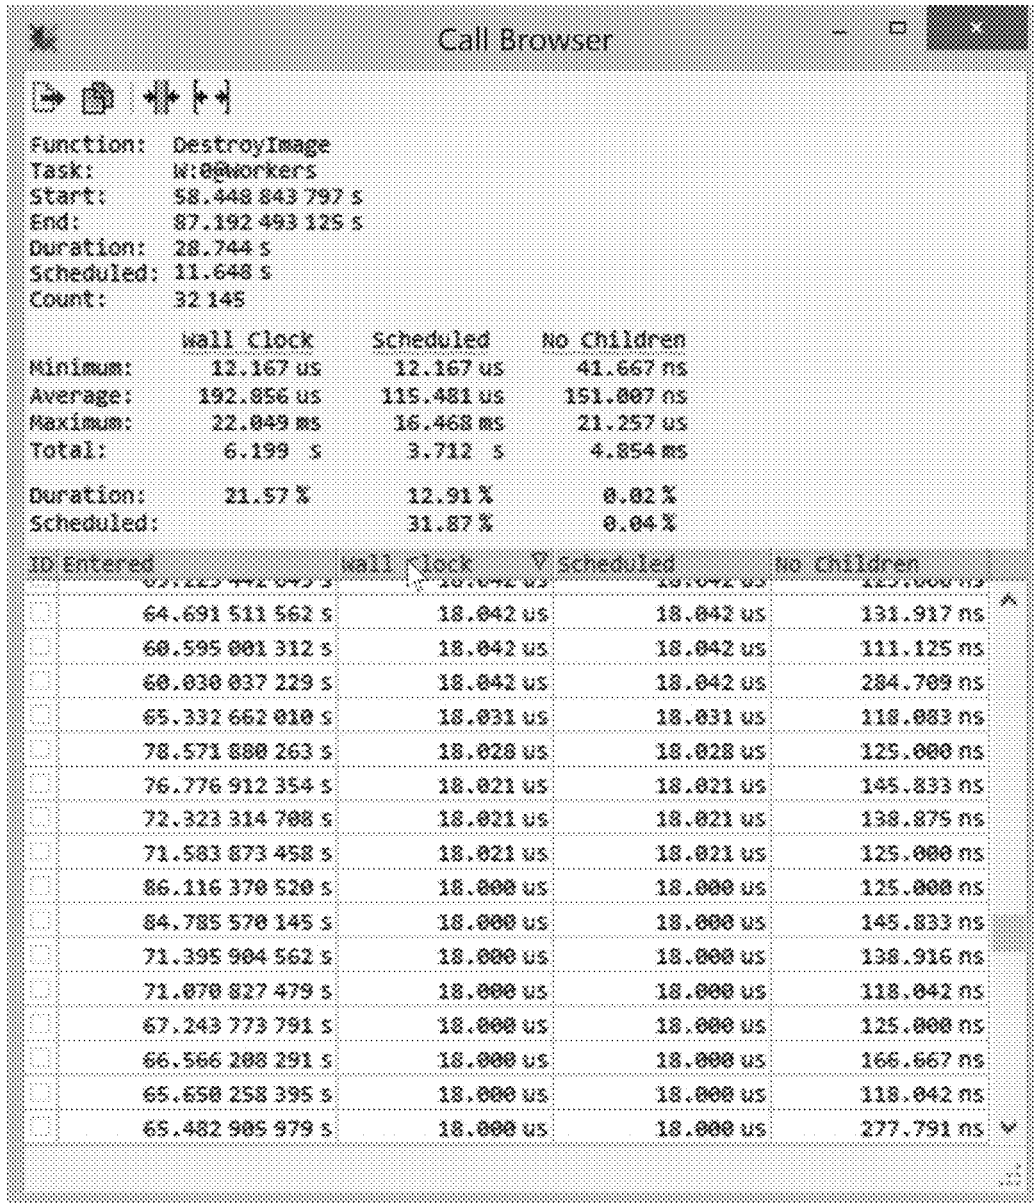 Call Browser
Function: DestroyImage
Task: W:0@Workers
Start: 58.448 843 797 s
End: 87.192 493 125 s
Duration: 28.744 s
Scheduled: 11.648 s
Count: 32 145
Wall Clock Scheduled No Children
Minimum: 12.167 us 12.167 us 41.667 ns
Average: 192.856 us 115.481 us 151.007 ns
Maximum: 22.049 ms 16.468 ms 21.257 us
Total: 6.199 s 3.712 s 4.854 ms
Duration: 21.57 % 12.91 % 0.02 %
Scheduled: 31.87 % 0.04 %
ID Entered Wall Clock Scheduled No Children
64.691 511 562 s 18.042 us 18.042 us 131.917 ns
60.595 001 312 s 18.042 us 18.042 us 111.125 ns
60.030 037 229 s 18.042 us 18.042 us 284.709 ns
65.332 662 010 s 18.031 us 18.031 us 118.083 ns
78.571 880 263 s 18.028 us 18.028 us 125.000 ns
76.776 912 354 s 18.021 us 18.021 us 145.833 ns
72.323 314 708 s 18.021 us 18.021 us 138.875 ns
71.583 873 458 s 18.021 us 18.021 us 125.000 ns
86.116 370 520 s 18.000 us 18.000 us 125.000 ns
84.785 570 145 s 18.000 us 18.000 us 145.833 ns
71.395 904 562 s 18.000 us 18.000 us 138.916 ns
71.070 827 479 s 18.000 us 18.000 us 118.042 ns
67.243 773 791 s 18.000 us 18.000 us 125.000 ns
66.566 208 291 s 18.000 us 18.000 us 166.667 ns
65.650 258 395 s 18.000 us 18.000 us 118.042 ns
65.482 905 979 s 18.000 us 18.000 us 277.791 ns